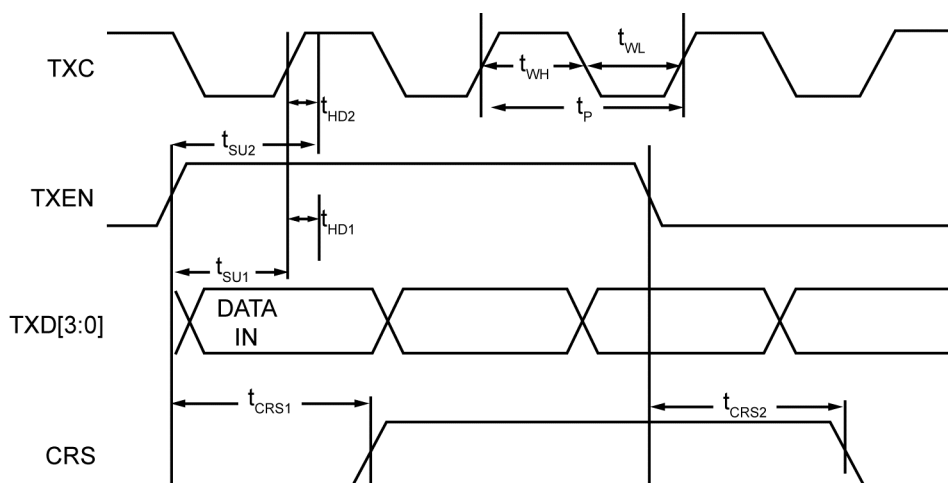 TXC
tWH
tWL
tHD2
tP
tSU2
TXEN
tHD1
tSU1
TXD[3:0]
DATA
IN
tCRS1
tCRS2
CRS